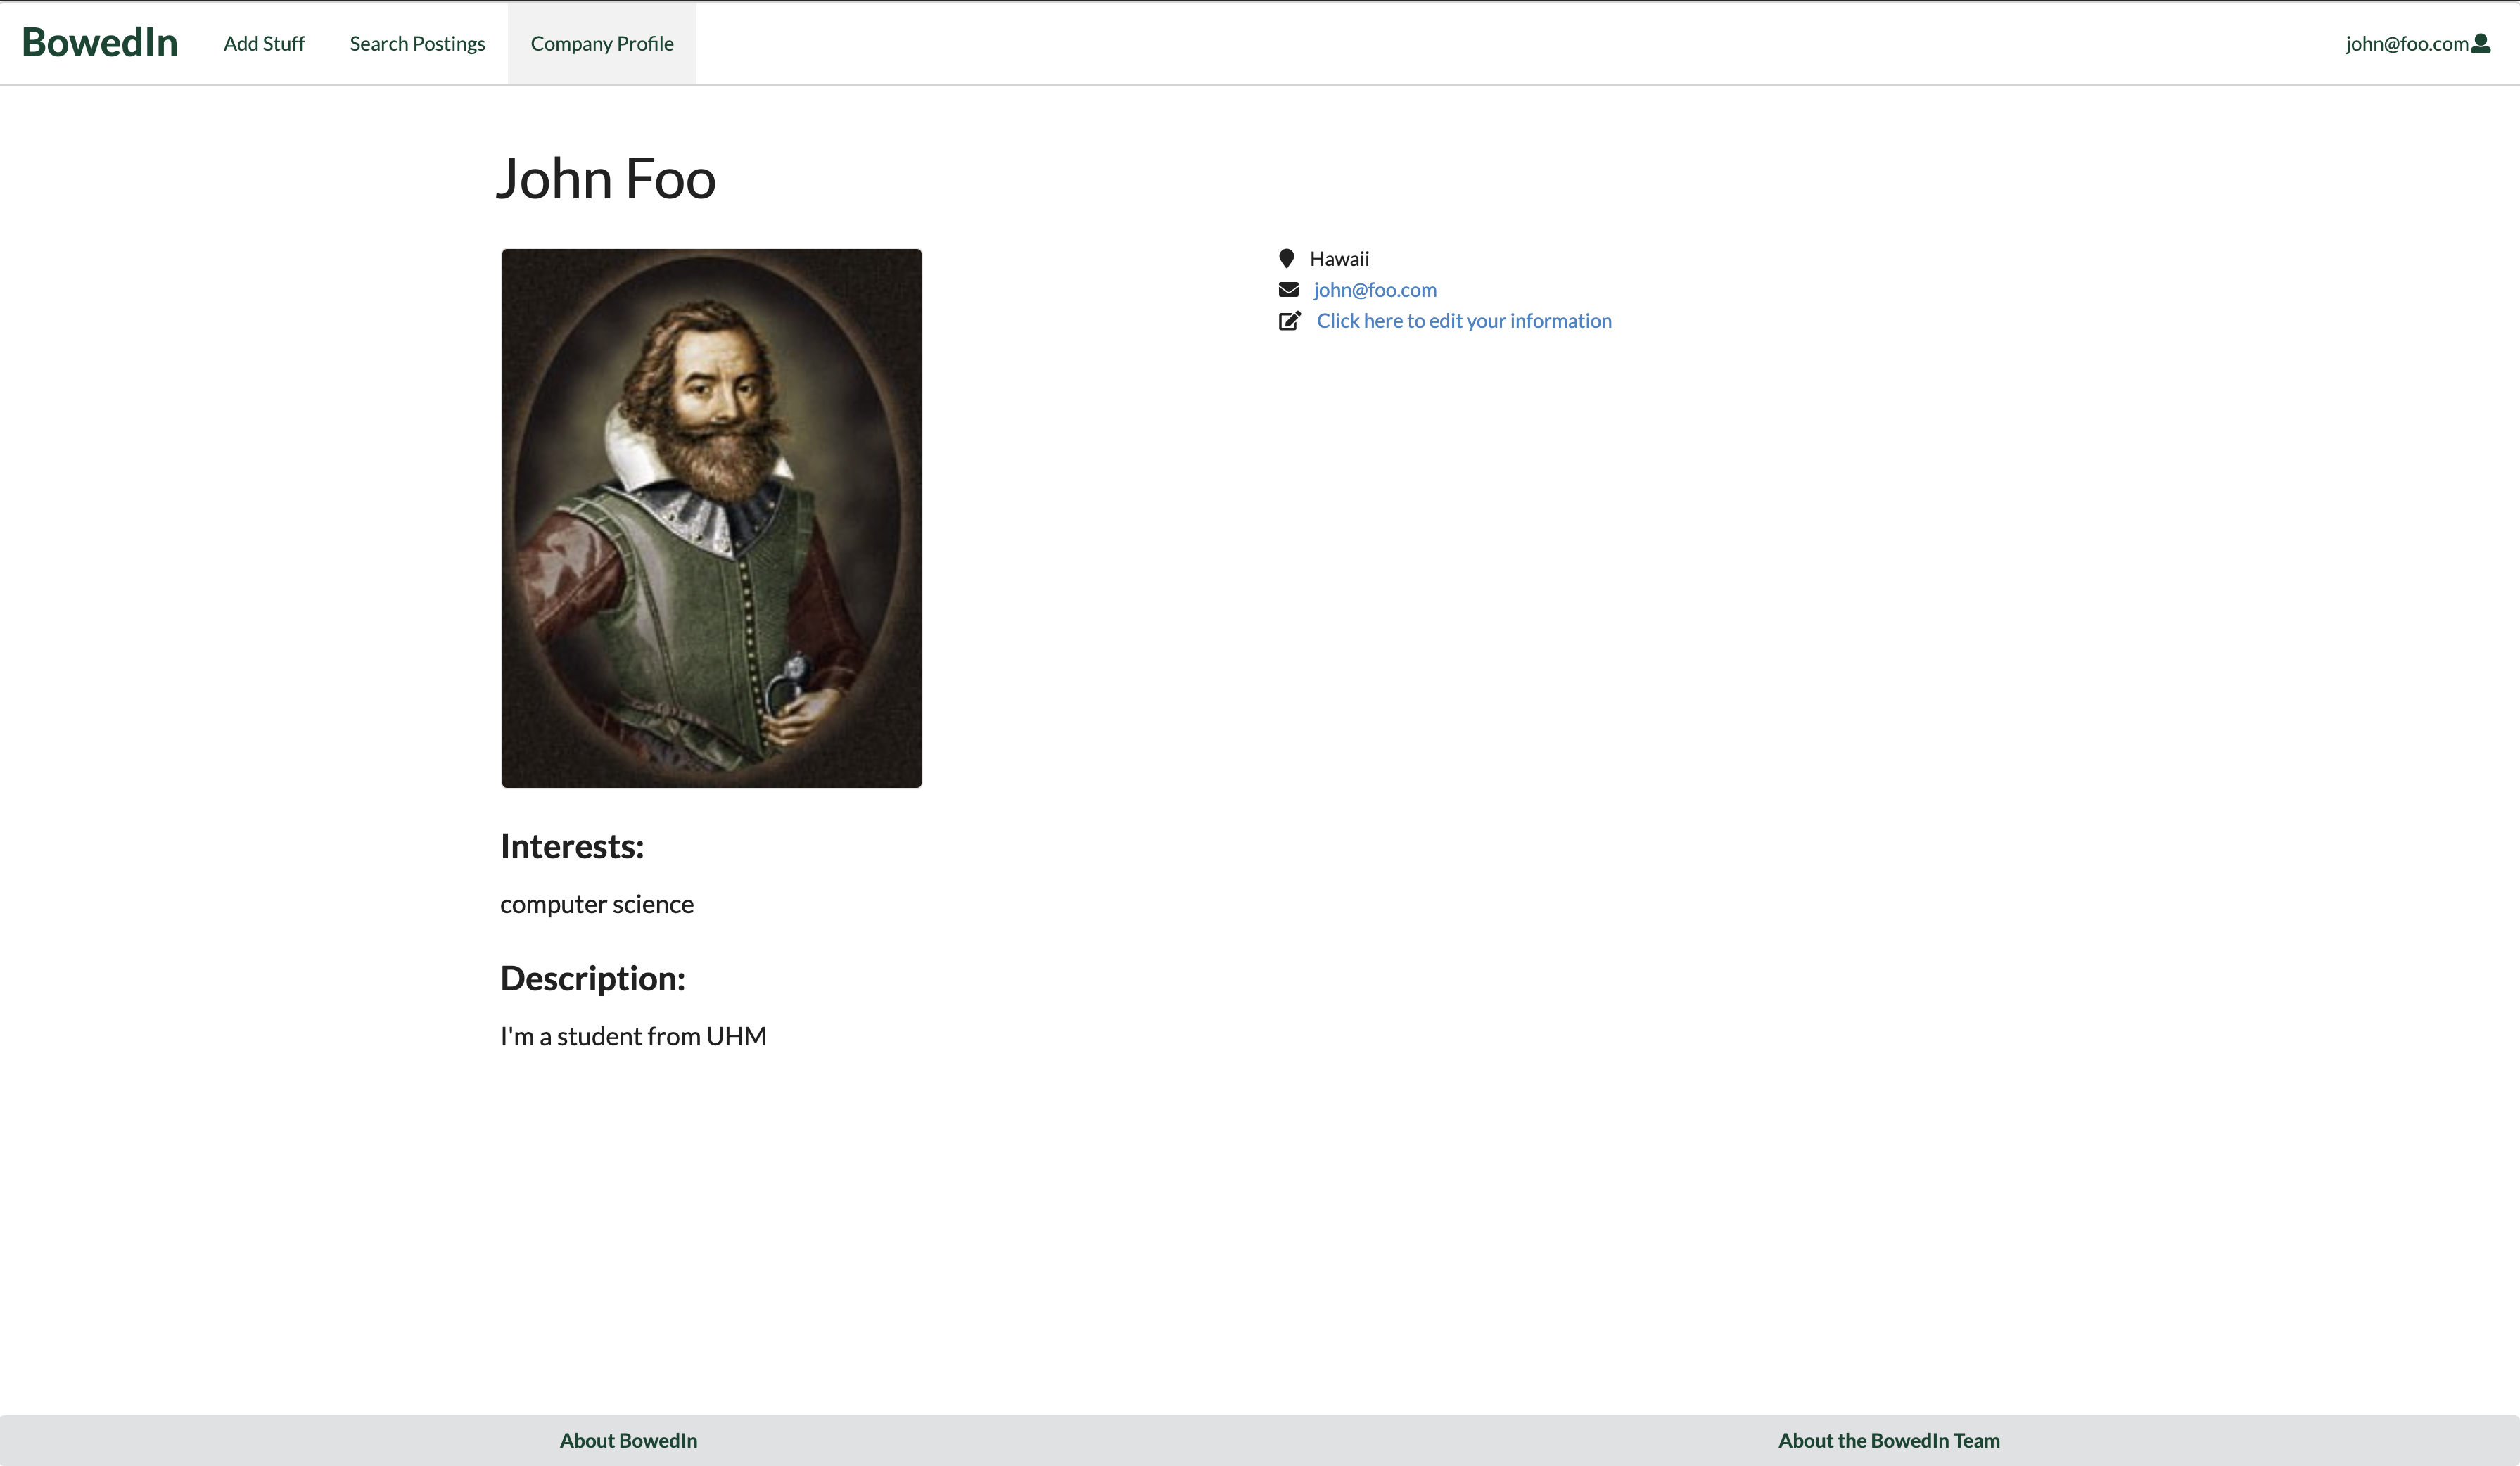 BowedIn Add Stuff Search Postings Company Profile john@foo.com
John Foo
Hawaii
john@foo.com
Click here to edit your information
Interests:
computer science
Description:
I'm a student from UHM
About BowedIn About the BowedIn Team